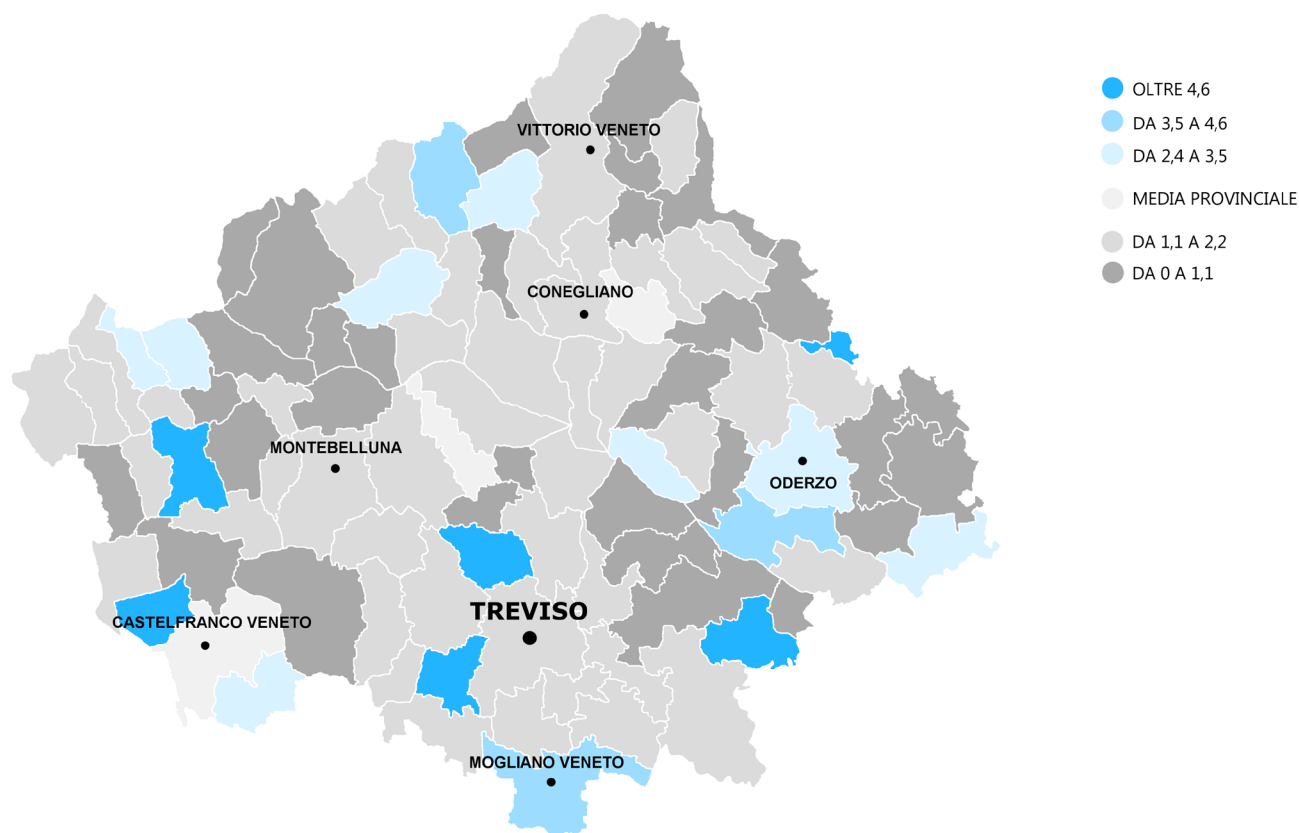 VITTORIO VENETO
CONEGLIANO
MONTEBELLUNA
ODERZO
TREVISO
CASTELFRANCO VENETO
MOGLIANO VENETO
OLTRE 4,6
DA 3,5 A 4,6
DA 2,4 A 3,5
MEDIA PROVINCIALE
DA 1,1 A 2,2
DA 0 A 1,1